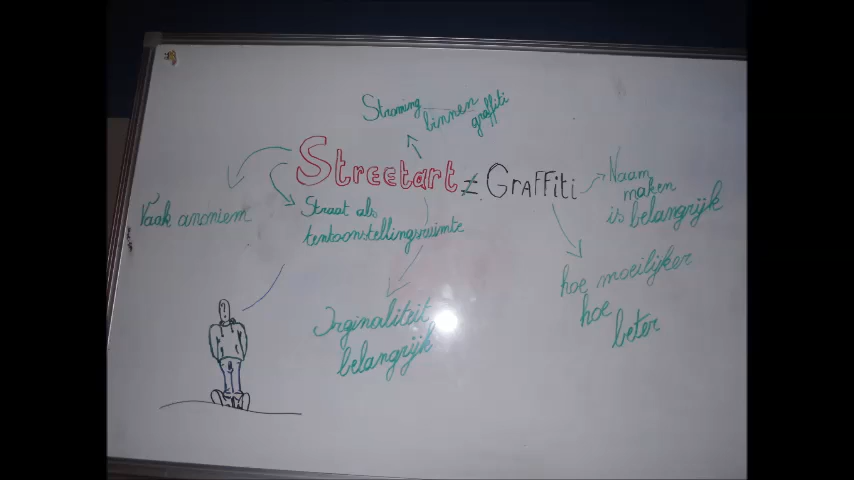 Stroming binnen
graffiti
Streetart ≠ Graffiti
Naam
maken
is belangrijk
Vaak anoniem
Straat als
tentoonstellingsruimte
hoe moeilijker
hoe
beter
Orginaliteit
belangrijk
?